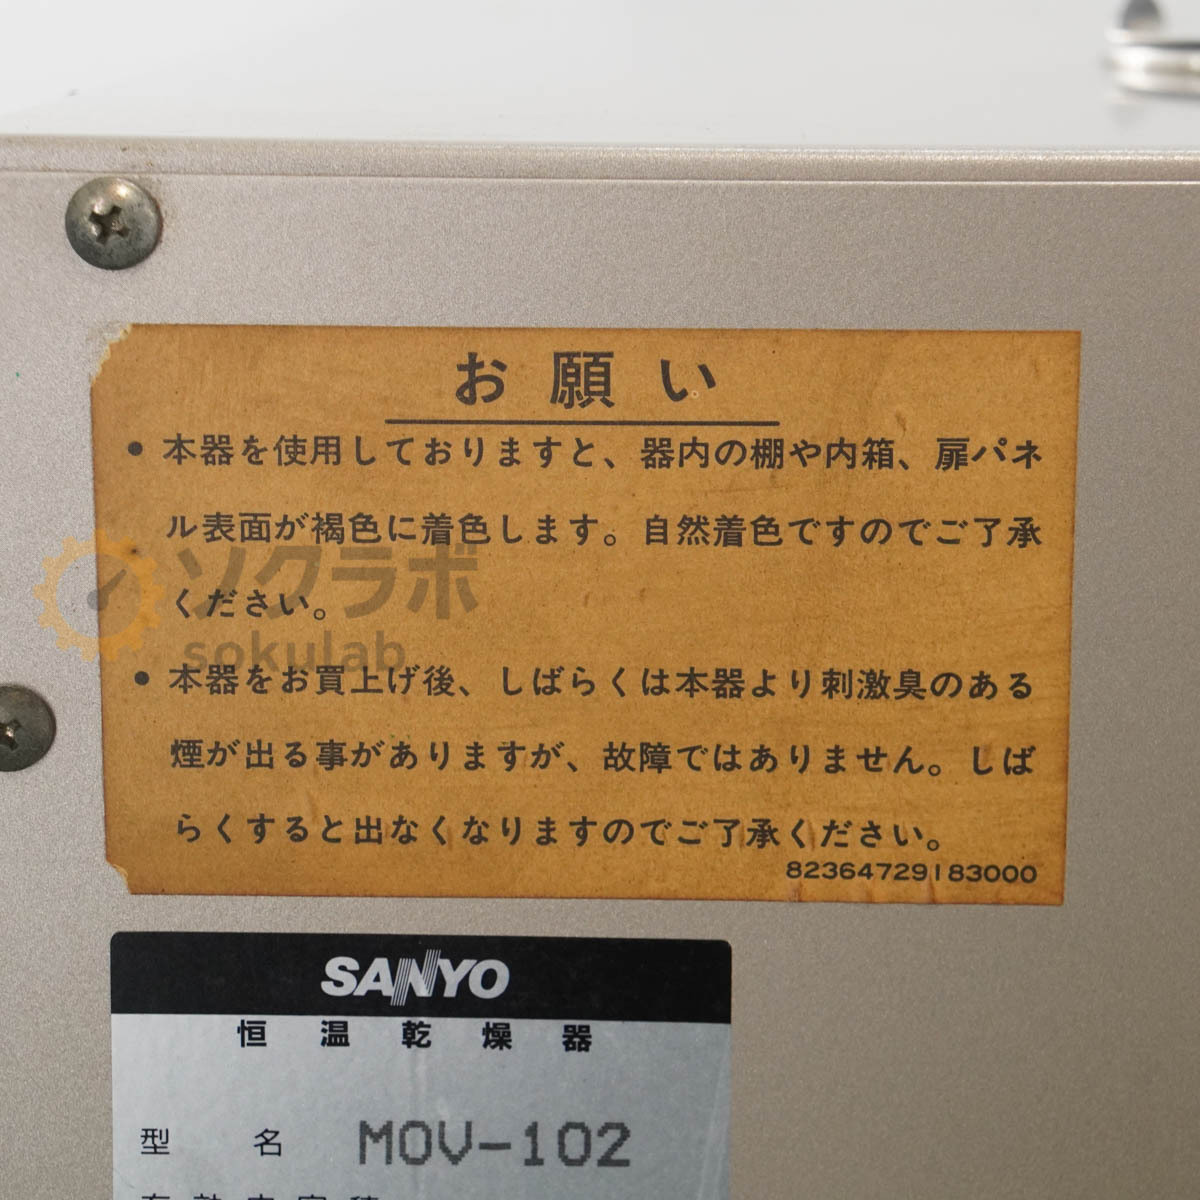 お願い
• 本器を使用しておりますと、器内の棚や内箱、扉パネ
ル表面が褐色に着色します。自然着色ですのでご了承
ください。
ソクラボ
sokulab
• 本器をお買上げ後、しばらくは本器より刺激臭のある
煙が出る事がありますが、故障ではありません。しば
らくすると出なくなりますのでご了承ください。
82364729183000
SANYO
恒温乾燥器
型名 MOV-102